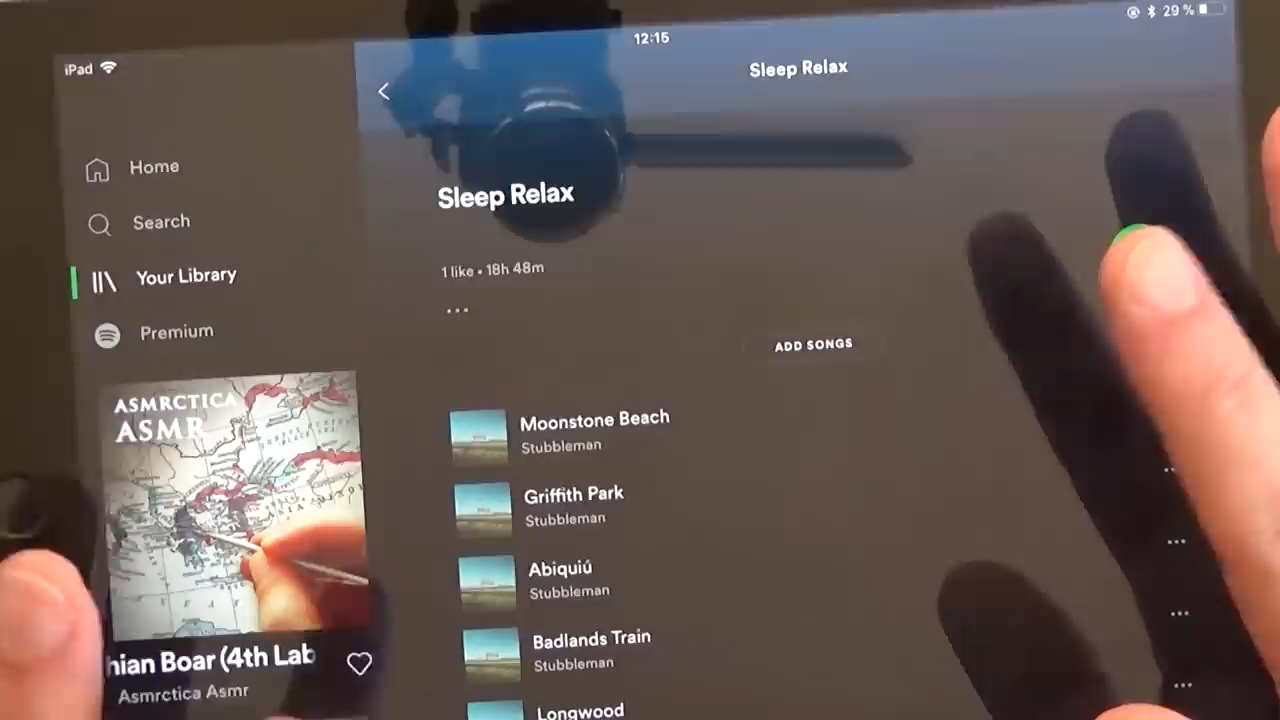 iPad
12:15
29 %
Sleep Relax
Home
Search
Your Library
Premium
Sleep Relax
1 like • 18h 48m
ADD SONGS
ASMRCTICA
ASMR
Moonstone Beach
Stubbleman
Griffith Park
Stubbleman
Abiquiú
Stubbleman
Badlands Train
Stubbleman
Longwood
hian Boar (4th Lab
Asmrctica Asmr